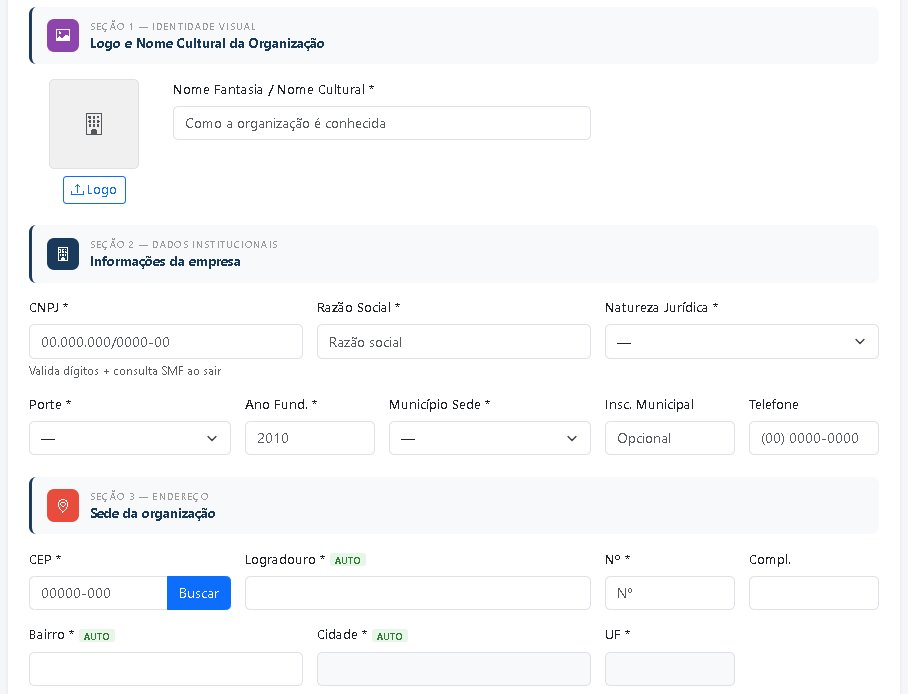 SEÇÃO 1 — IDENTIDADE VISUAL
Logo e Nome Cultural da Organização
Nome Fantasia / Nome Cultural *
Como a organização é conhecida
Logo
SEÇÃO 2 — DADOS INSTITUCIONAIS
Informações da empresa
CNPJ * Razão Social * Natureza Jurídica *
00.000.000/0000-00 Razão social —
Valida dígitos + consulta SMF ao sair
Porte * Ano Fund. * Município Sede * Insc. Municipal Telefone
— 2010 — Opcional (00) 0000-0000
SEÇÃO 3 — ENDEREÇO
Sede da organização
CEP * Logradouro * AUTO Nº * Compl.
00000-000 Buscar Nº
Bairro * AUTO Cidade * AUTO UF *